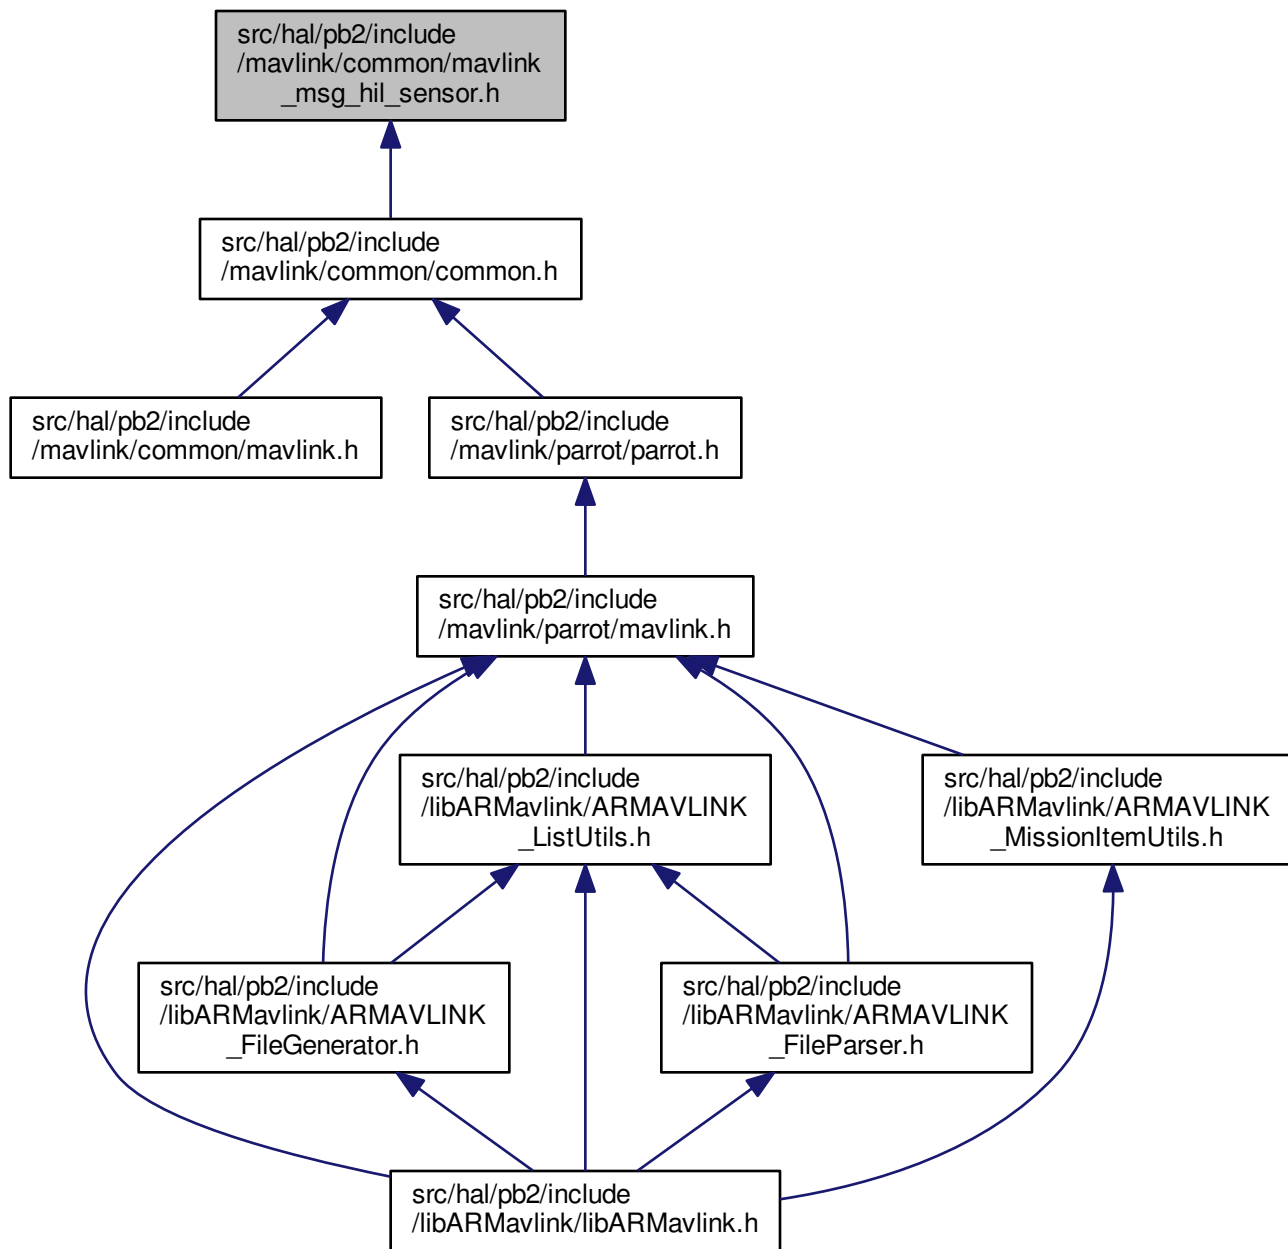 src/hal/pb2/include
/mavlink/common/mavlink
_msg_hil_sensor.h
src/hal/pb2/include
/mavlink/common/common.h
src/hal/pb2/include
/mavlink/common/mavlink.h
src/hal/pb2/include
/mavlink/parrot/parrot.h
src/hal/pb2/include
/mavlink/parrot/mavlink.h
src/hal/pb2/include
/libARMavlink/ARMAVLINK
_ListUtils.h
src/hal/pb2/include
/libARMavlink/ARMAVLINK
_MissionItemUtils.h
src/hal/pb2/include
/libARMavlink/ARMAVLINK
_FileGenerator.h
src/hal/pb2/include
/libARMavlink/ARMAVLINK
_FileParser.h
src/hal/pb2/include
/libARMavlink/libARMavlink.h